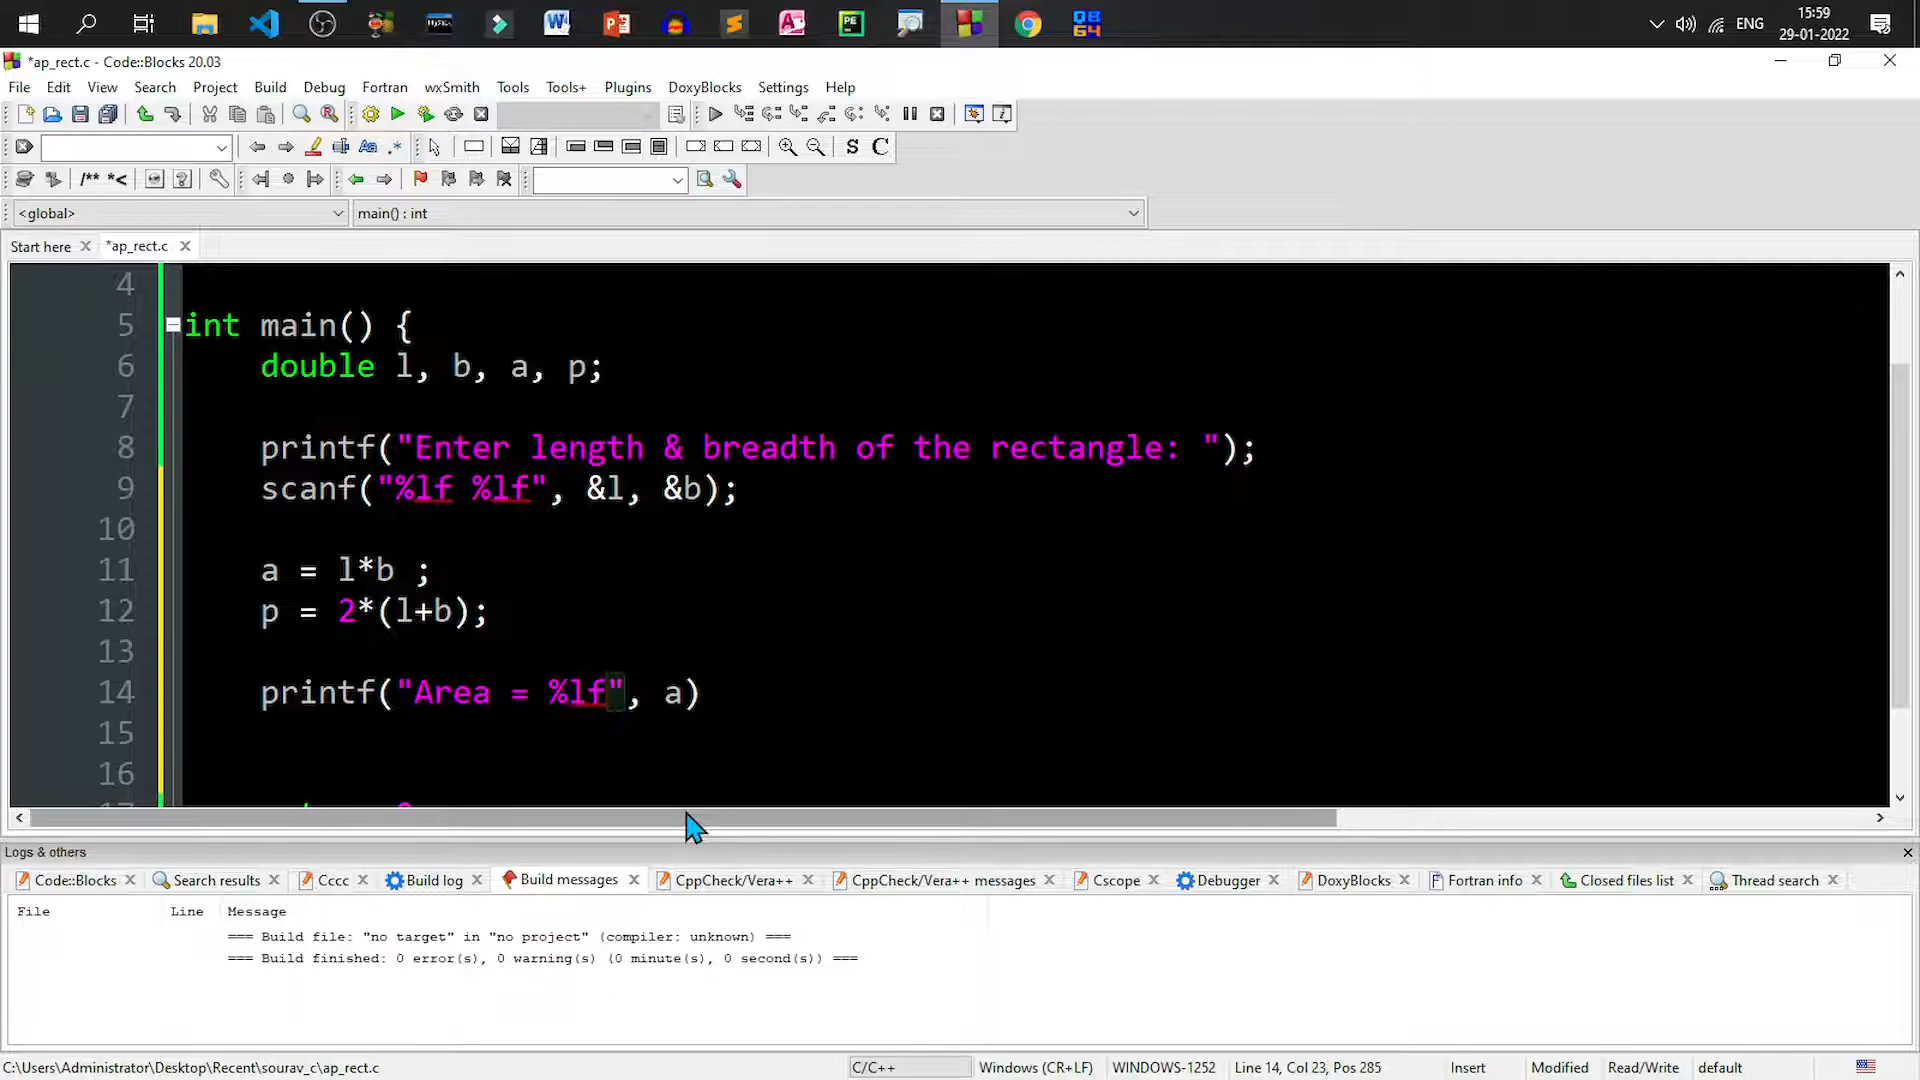 ENG
15:59
29-01-2022
*ap_rect.c - Code::Blocks 20.03
File Edit View Search Project Build Debug Fortran wxSmith Tools Tools+ Plugins DoxyBlocks Settings Help
/** *<
S C
<global> main() : int
Start here *ap_rect.c
4
5 int main() {
6 double l, b, a, p;
7
8 printf("Enter length & breadth of the rectangle: ");
9 scanf("%lf %lf", &l, &b);
10
11 a = l*b ;
12 p = 2*(l+b);
13
14 printf("Area = %lf", a)
15
16
Logs & others
Code::Blocks Search results Cccc Build log Build messages CppCheck/Vera++ CppCheck/Vera++ messages Cscope Debugger DoxyBlocks Fortran info Closed files list Thread search
File Line Message
=== Build file: "no target" in "no project" (compiler: unknown) ===
=== Build finished: 0 error(s), 0 warning(s) (0 minute(s), 0 second(s)) ===
C:\Users\Administrator\Desktop\Recent\sourav_c\ap_rect.c C/C++ Windows (CR+LF) WINDOWS-1252 Line 14, Col 23, Pos 285 Insert Modified Read/Write default